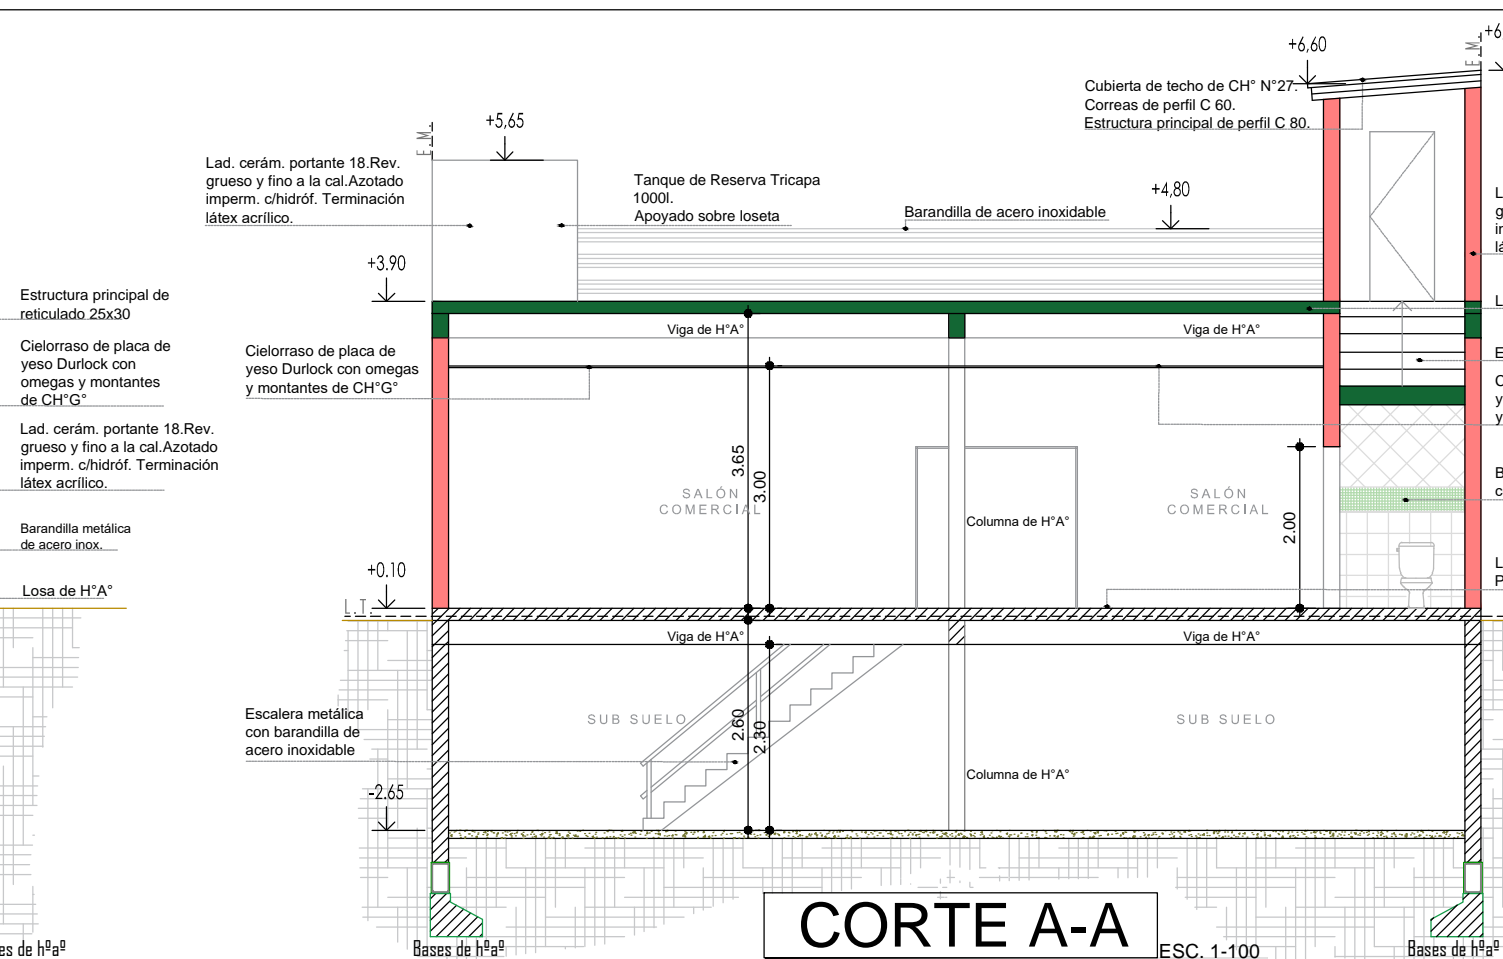 +6,60
+6
E.M.
Cubierta de techo de CH° N°27.
Correas de perfil C 60.
Estructura principal de perfil C 80.
+5,65
E.M.
Lad. cerám. portante 18.Rev.
grueso y fino a la cal.Azotado
imperm. c/hidróf. Terminación
látex acrílico.
Tanque de Reserva Tricapa
1000l.
Apoyado sobre loseta
Barandilla de acero inoxidable
+4,80
+3.90
Estructura principal de
reticulado 25x30
Cielorraso de placa de
yeso Durlock con
omegas y montantes
de CH°G°
Cielorraso de placa de
yeso Durlock con omegas
y montantes de CH°G°
Viga de H°A°
Viga de H°A°
Lad. cerám. portante 18.Rev.
grueso y fino a la cal.Azotado
imperm. c/hidróf. Terminación
látex acrílico.
3.65
3.00
SALÓN
COMERCIAL
SALÓN
COMERCIAL
Columna de H°A°
2.00
Barandilla metálica
de acero inox.
+0.10
Losa de H°A°
L.T.
Viga de H°A°
Viga de H°A°
Escalera metálica
con barandilla de
acero inoxidable
SUB SUELO
2.60
2.30
SUB SUELO
Columna de H°A°
-2.65
CORTE A-A
ESC. 1-100
es de hºaº
Bases de hºaº
Bases de hºaº